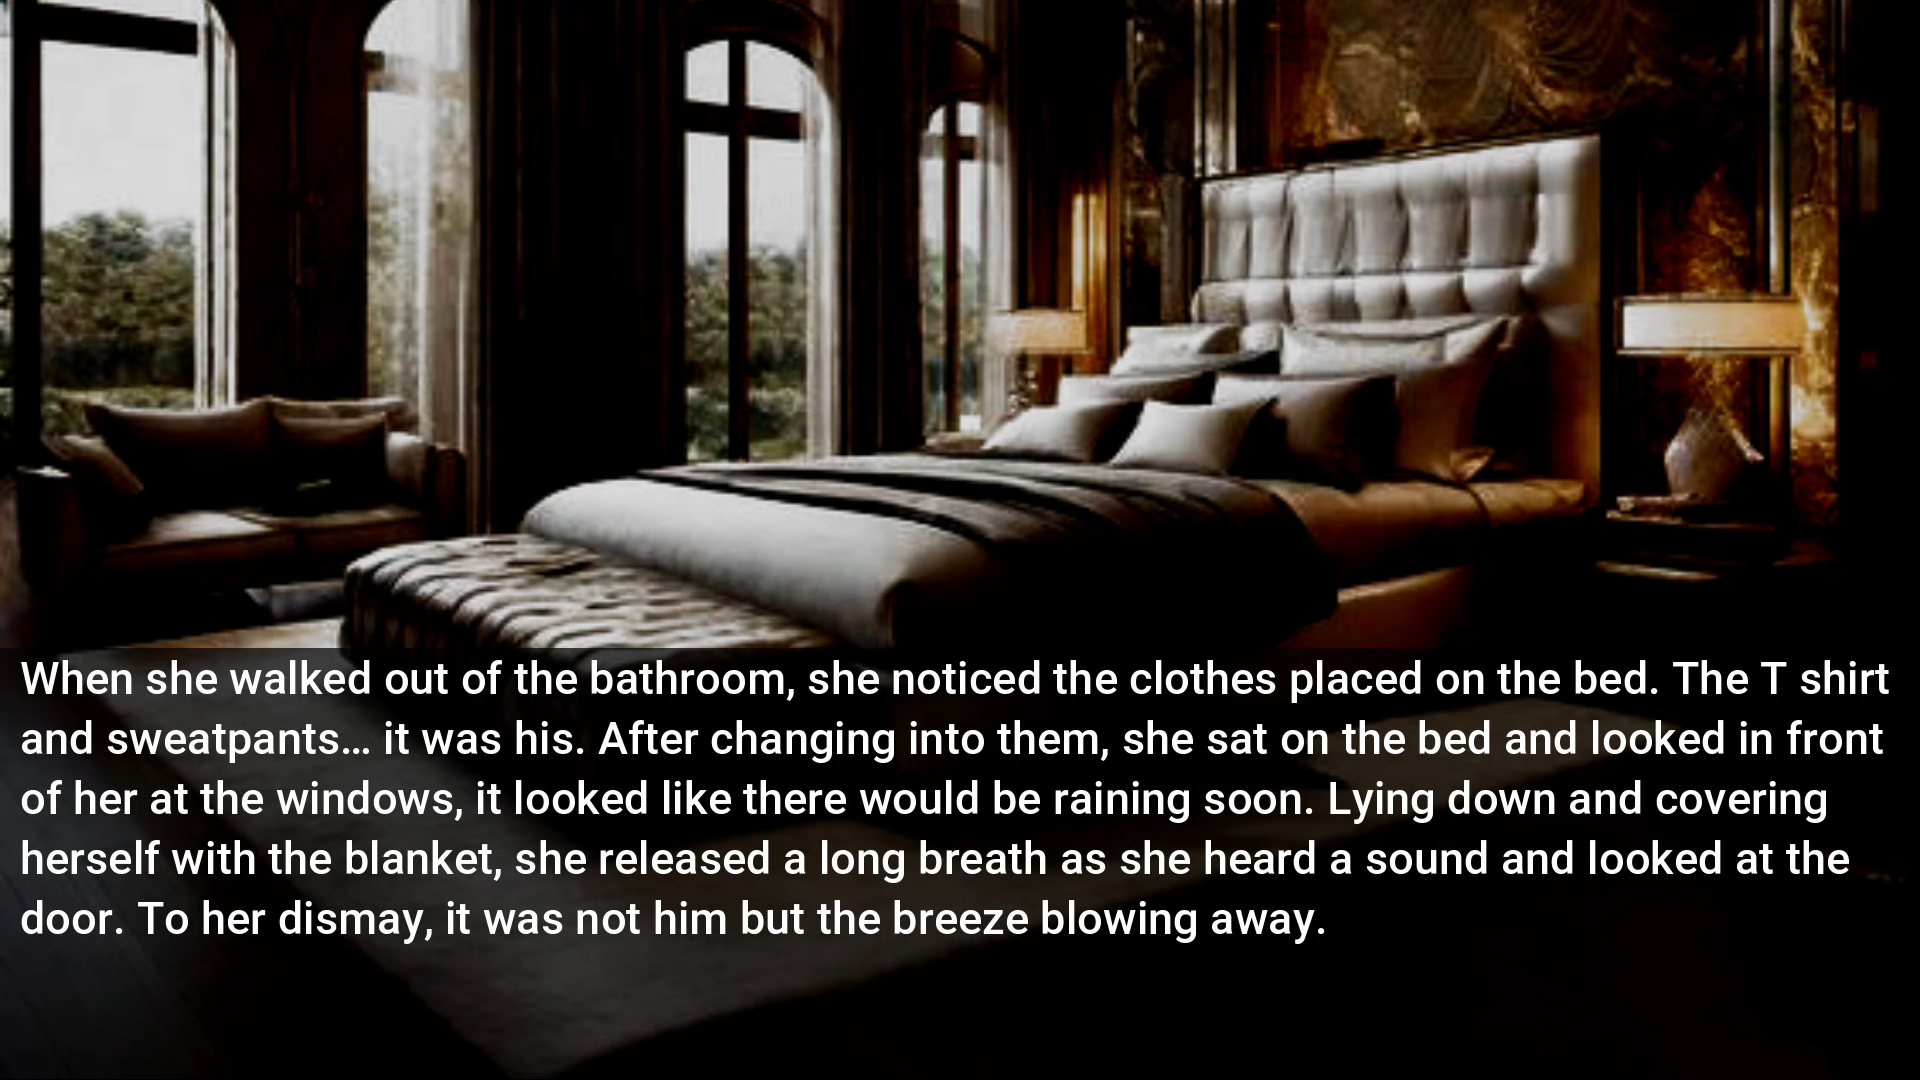 When she walked out of the bathroom, she noticed the clothes placed on the bed. The T shirt
and sweatpants... it was his. After changing into them, she sat on the bed and looked in front
of her at the windows, it looked like there would be raining soon. Lying down and covering
herself with the blanket, she released a long breath as she heard a sound and looked at the
door. To her dismay, it was not him but the breeze blowing away.